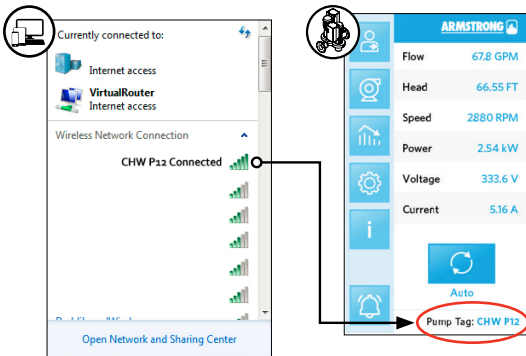 Currently connected to:
Internet access
VirtualRouter
Internet access
Wireless Network Connection
CHW P12 Connected
Open Network and Sharing Center
ARMSTRONG
Flow 67.8 GPM
Head 66.55 FT
Speed 2880 RPM
Power 2.54 kW
Voltage 333.6 V
Current 5.16 A
i
Auto
Pump Tag: CHW P12